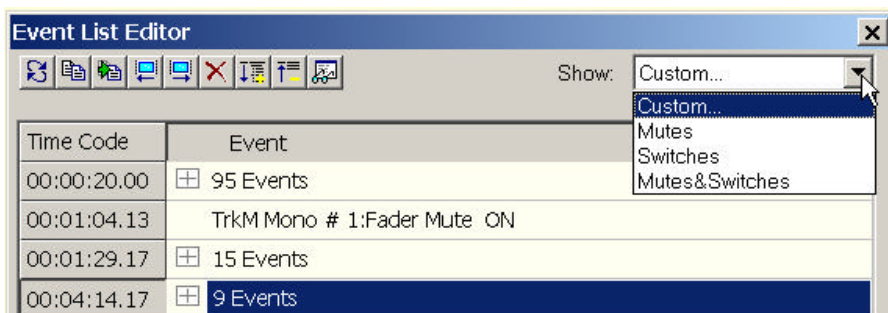 Event List Editor
Show: Custom...
Custom...
Mutes
Switches
Mutes&Switches
Time Code Event
00:00:20.00 95 Events
00:01:04.13 TrkM Mono # 1:Fader Mute ON
00:01:29.17 15 Events
00:04:14.17 9 Events